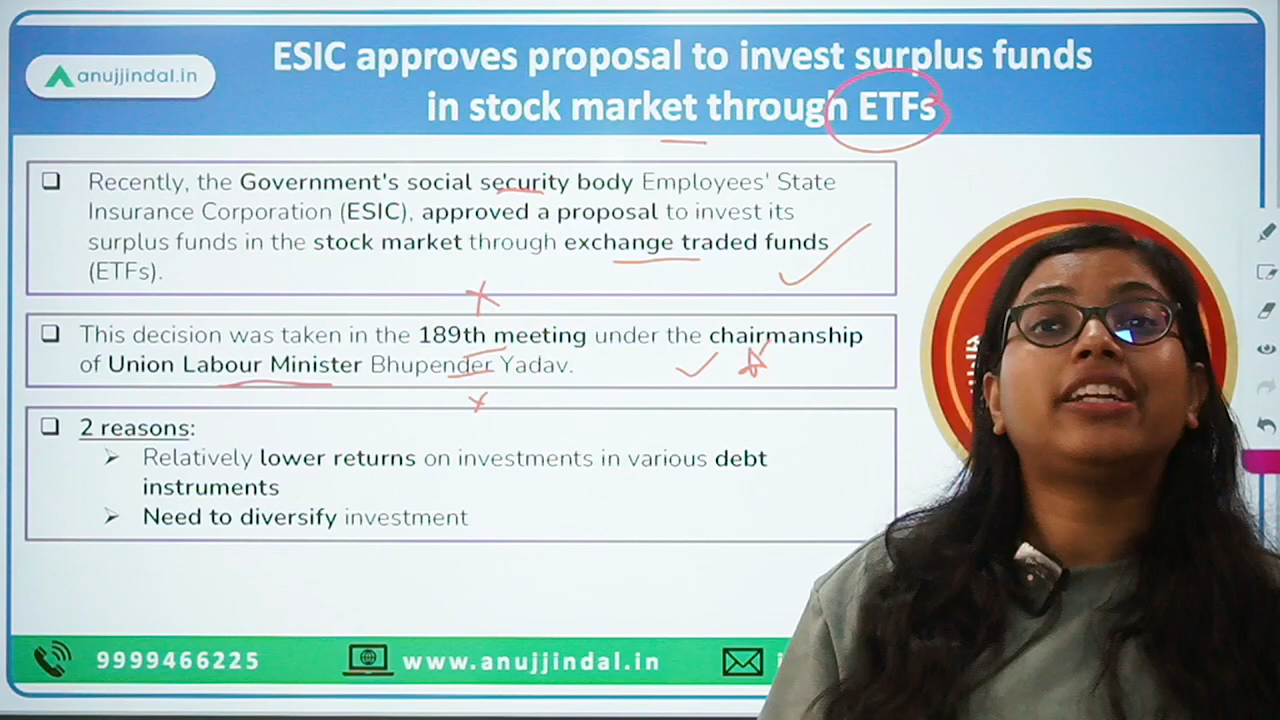 anujjindal.in
ESIC approves proposal to invest surplus funds
in stock market through ETFs
Recently, the Government's social security body Employees' State
Insurance Corporation (ESIC), approved a proposal to invest its
surplus funds in the stock market through exchange traded funds
(ETFs).
This decision was taken in the 189th meeting under the chairmanship
of Union Labour Minister Bhupender Yadav.
2 reasons:
Relatively lower returns on investments in various debt
instruments
Need to diversify investment
9999466225 www.anujjindal.in